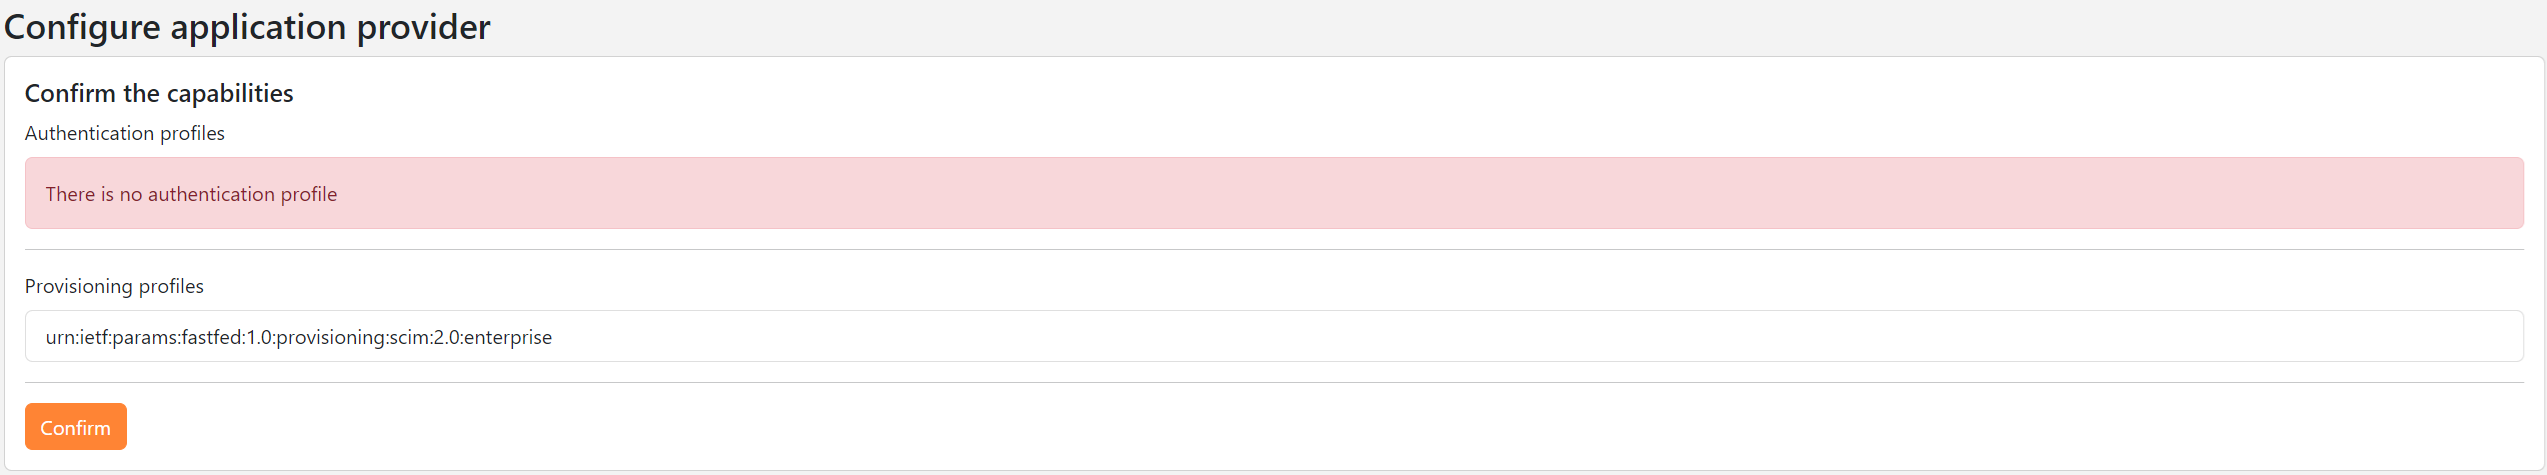 Configure application provider
Confirm the capabilities
Authentication profiles
There is no authentication profile
Provisioning profiles
urn:ietf:params:fastfed:1.0:provisioning:scim:2.0:enterprise
Confirm